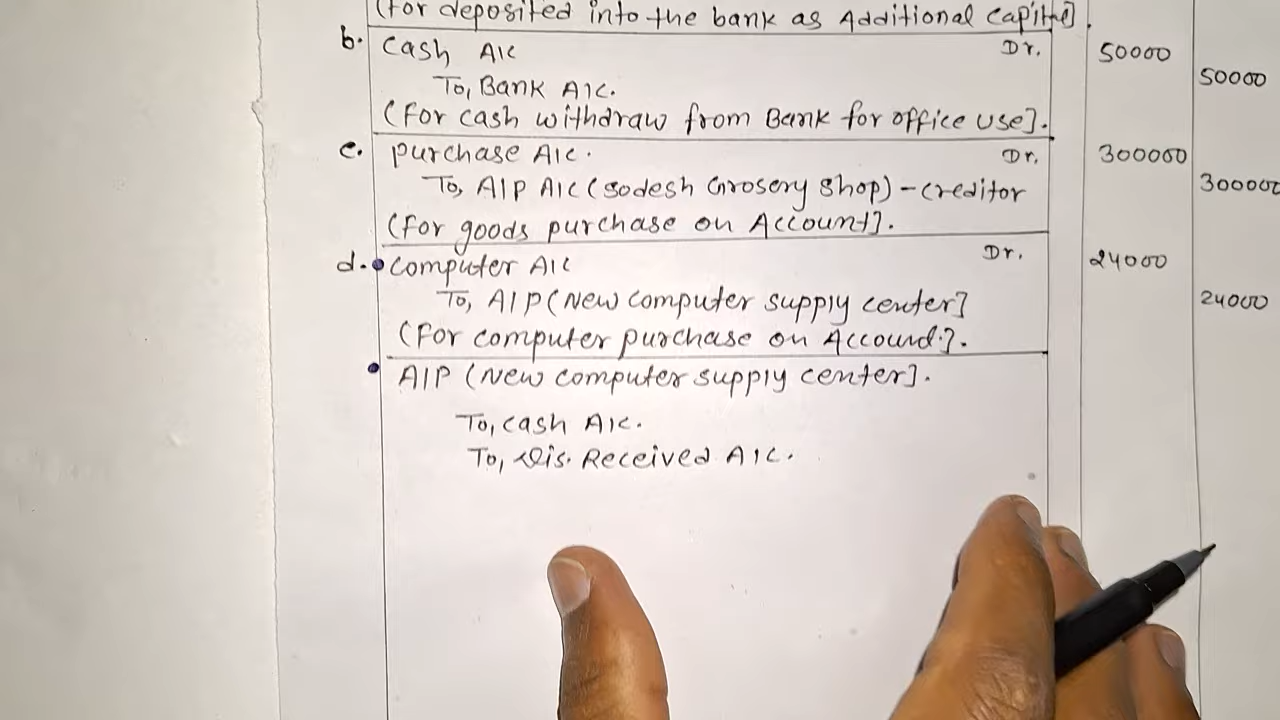 (for deposited into the bank as Additional Capital].
b. Cash A/C Dr. 50000
To, Bank A/C. 50000
(For cash withdraw from Bank for office use].
c. purchase A/C. Dr. 300000
To, A/P A/C (Sodesh Grosery Shop) - creditor 300000
(For goods purchase on Account].
d. computer A/C Dr. 24000
To, A/P (New computer supply center] 24000
(For computer purchase on Accound.].
A/P (New computer supply center].
To, cash A/C.
To, Dis. Received A/C.